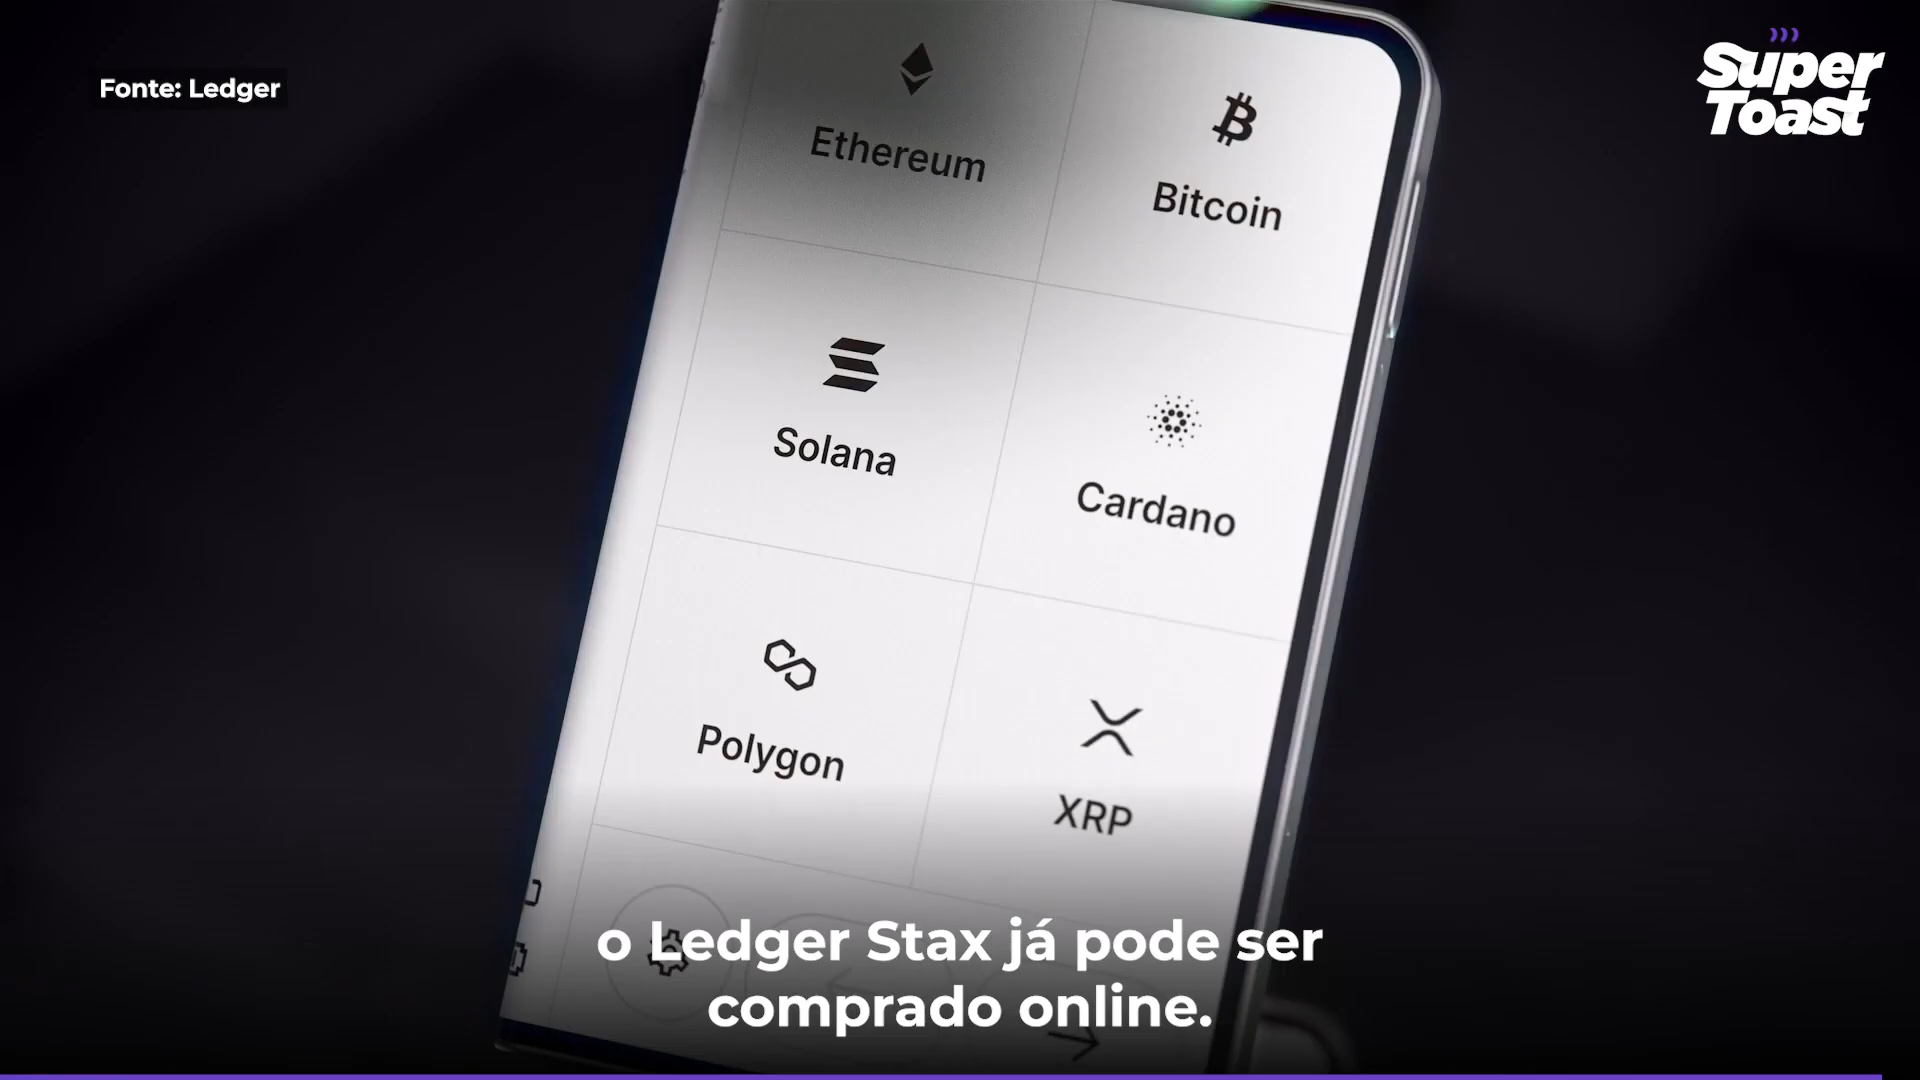 Fonte: Ledger
Super
Toast
Ethereum
Bitcoin
Solana
Cardano
Polygon
XRP
o Ledger Stax já pode ser
comprado online.